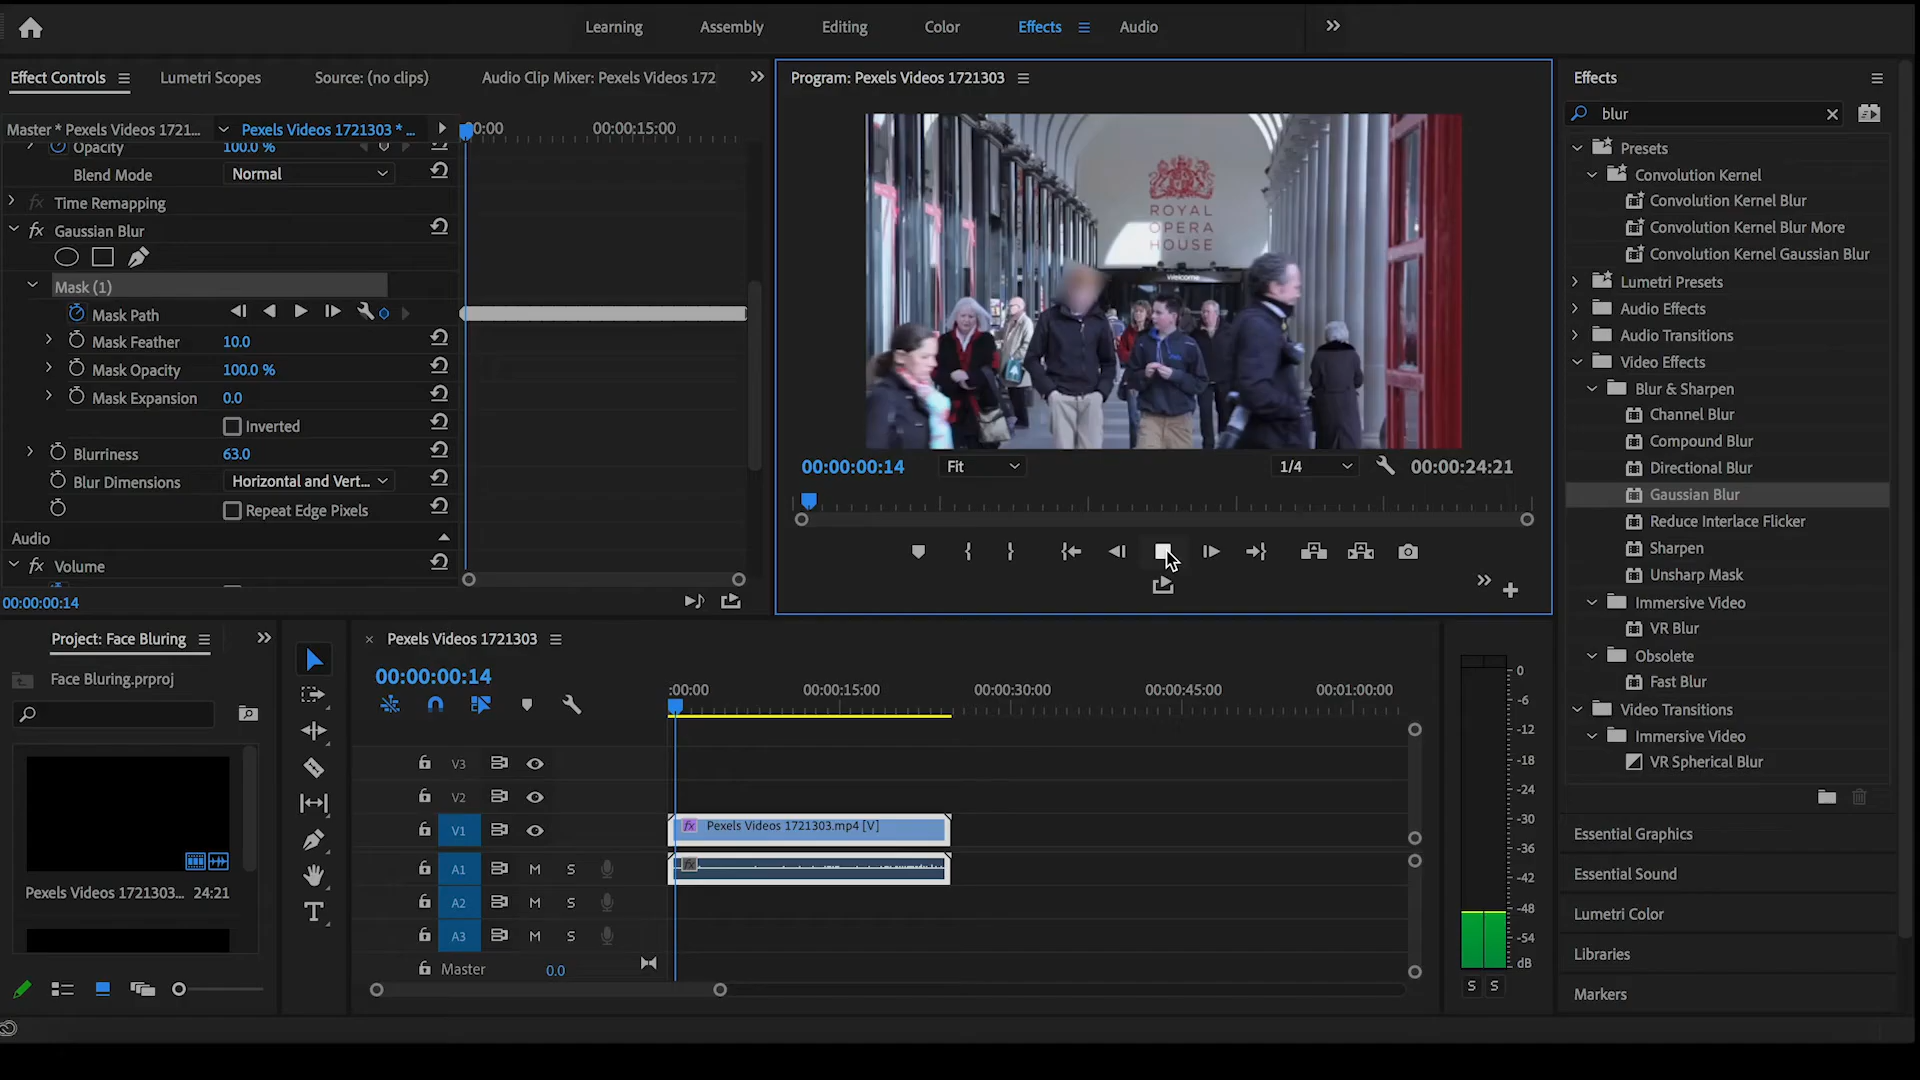 Learning
Assembly
Editing
Color
Effects
Audio
Effect Controls
Lumetri Scopes
Source: (no clips)
Audio Clip Mixer: Pexels Videos 172
Master * Pexels Videos 1721...
Pexels Videos 1721303 * ...
:00:00
00:00:15:00
Opacity
100.0 %
Blend Mode
Normal
Time Remapping
fx Gaussian Blur
Mask (1)
Mask Path
Mask Feather
10.0
Mask Opacity
100.0 %
Mask Expansion
0.0
Inverted
Blurriness
63.0
Blur Dimensions
Horizontal and Vert...
Repeat Edge Pixels
Audio
fx Volume
00:00:00:14
Program: Pexels Videos 1721303
ROYAL
OPERA
HOUSE
Welcome
00:00:00:14
Fit
1/4
00:00:24:21
Effects
blur
Presets
Convolution Kernel
Convolution Kernel Blur
Convolution Kernel Blur More
Convolution Kernel Gaussian Blur
Lumetri Presets
Audio Effects
Audio Transitions
Video Effects
Blur & Sharpen
Channel Blur
Compound Blur
Directional Blur
Gaussian Blur
Reduce Interlace Flicker
Sharpen
Unsharp Mask
Immersive Video
VR Blur
Obsolete
Fast Blur
Video Transitions
Immersive Video
VR Spherical Blur
Essential Graphics
Essential Sound
Lumetri Color
Libraries
Markers
Project: Face Bluring
Face Bluring.prproj
Pexels Videos 1721303...
24:21
Pexels Videos 1721303
00:00:00:14
:00:00
00:00:15:00
00:00:30:00
00:00:45:00
00:01:00:00
V3
V2
V1
fx Pexels Videos 1721303.mp4 [V]
A1 M S
fx
A2 M S
A3 M S
Master
0.0
0
-6
-12
-18
-24
-30
-36
-42
-48
-54
dB
S S